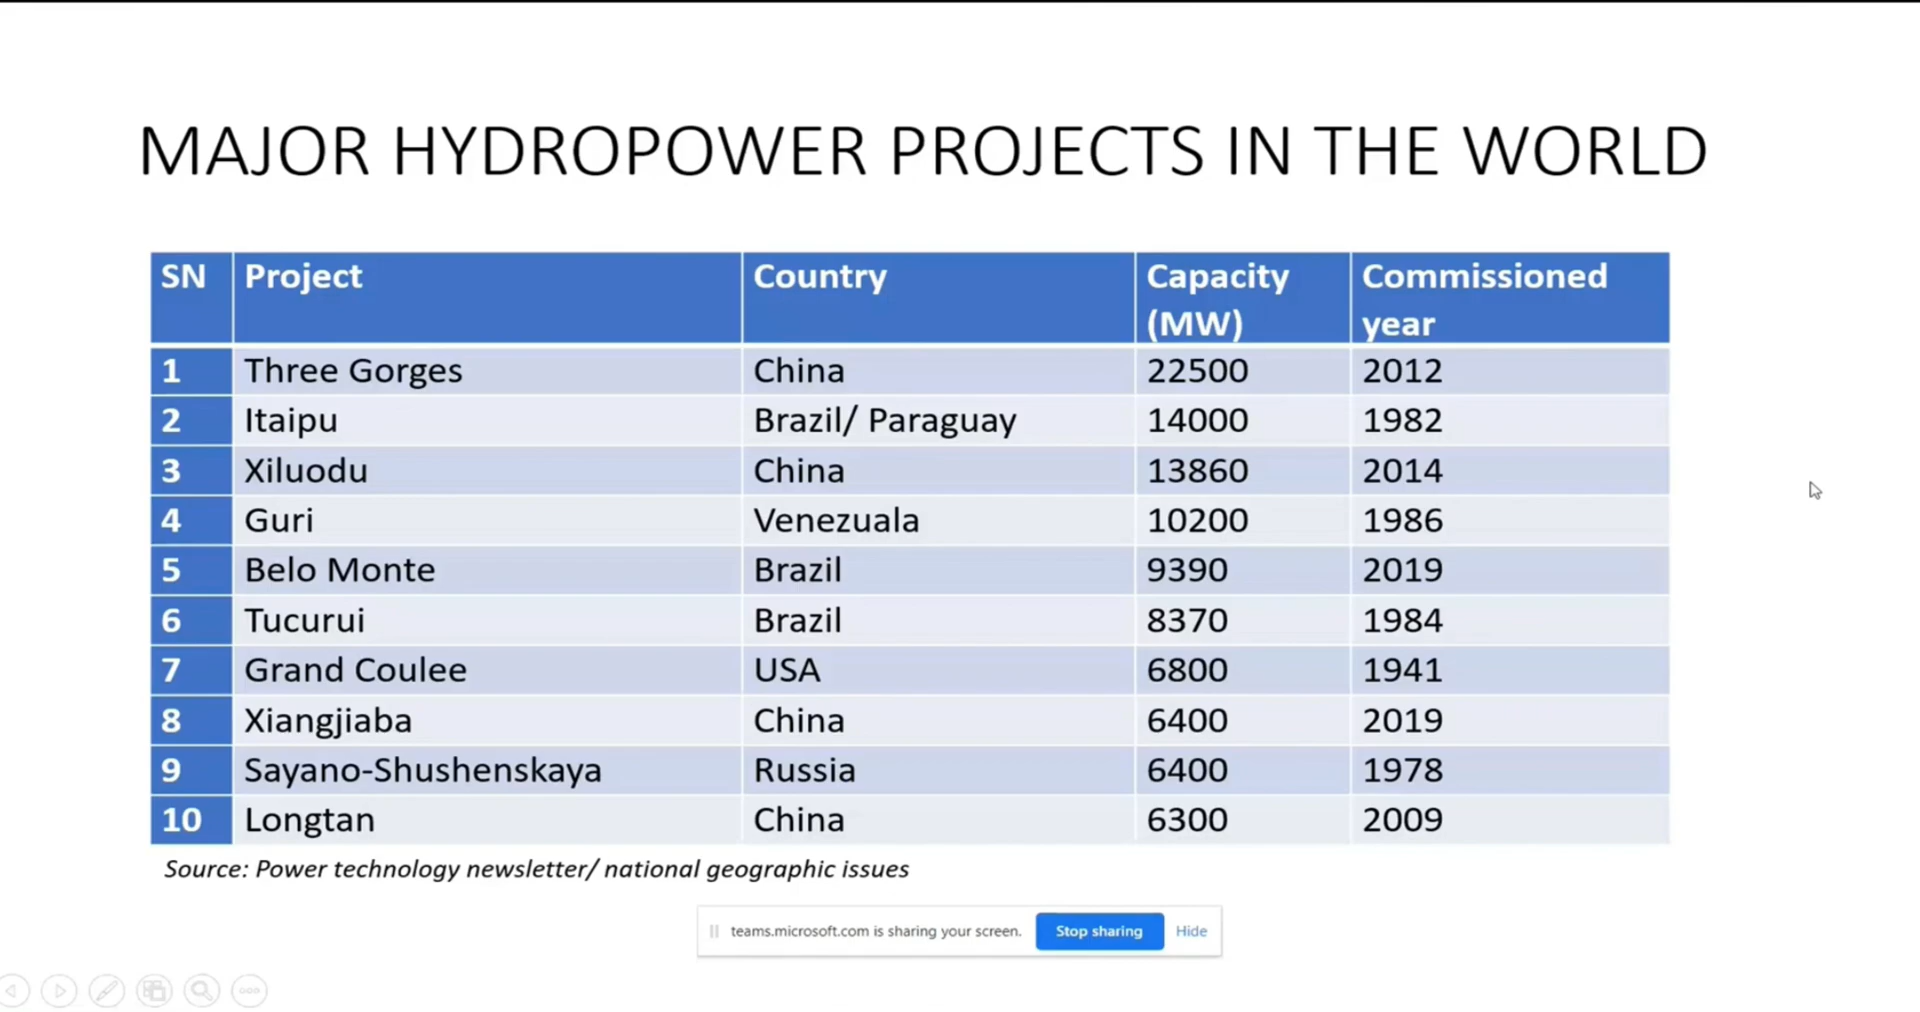 MAJOR HYDROPOWER PROJECTS IN THE WORLD
SN Project Country Capacity (MW) Commissioned year
1 Three Gorges China 22500 2012
2 Itaipu Brazil/ Paraguay 14000 1982
3 Xiluodu China 13860 2014
4 Guri Venezuala 10200 1986
5 Belo Monte Brazil 9390 2019
6 Tucurui Brazil 8370 1984
7 Grand Coulee USA 6800 1941
8 Xiangjiaba China 6400 2019
9 Sayano-Shushenskaya Russia 6400 1978
10 Longtan China 6300 2009
Source: Power technology newsletter/ national geographic issues
teams.microsoft.com is sharing your screen. Stop sharing Hide